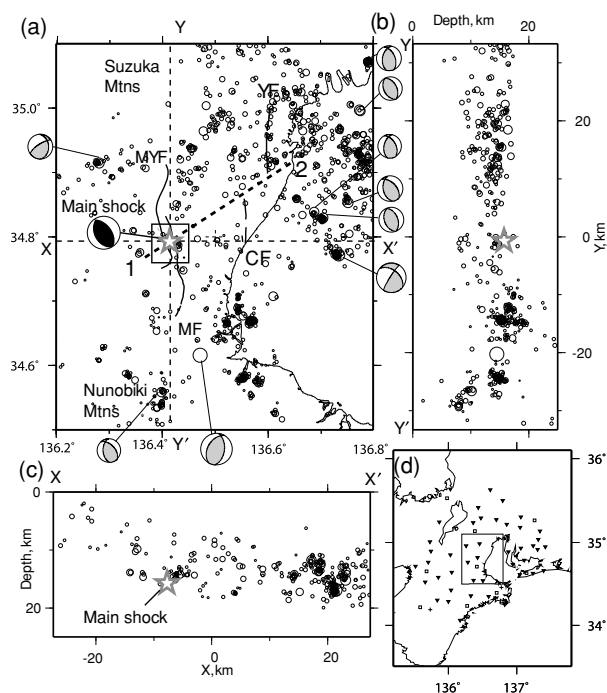 (a)
Y
(b)
Depth, km
0
20
Y
Suzuka
Mtns
YF
20
35.0˚
MYF
2
Main shock
X
X′
0
Y, km
34.8˚
1
CF
MF
34.6˚
-20
Nunobiki
Mtns
Y′
Y′
136.2˚
136.4˚
136.6˚
136.8˚
(c)
X
X′
(d)
0
Depth, km
20
Main shock
-20
0
20
X, km
36˚
35˚
34˚
136˚
137˚